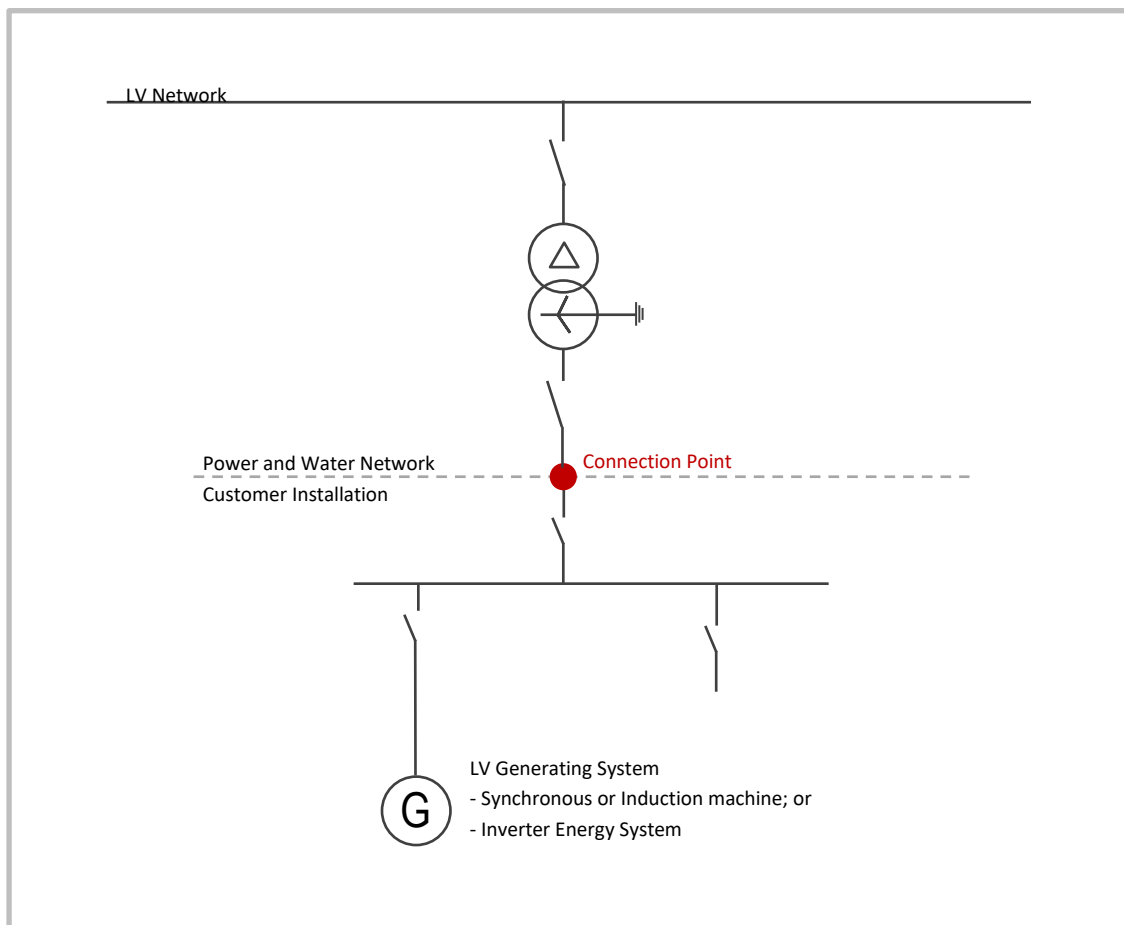 LV Network
Power and Water Network
Connection Point
Customer Installation
LV Generating System
- Synchronous or Induction machine; or
- Inverter Energy System
G